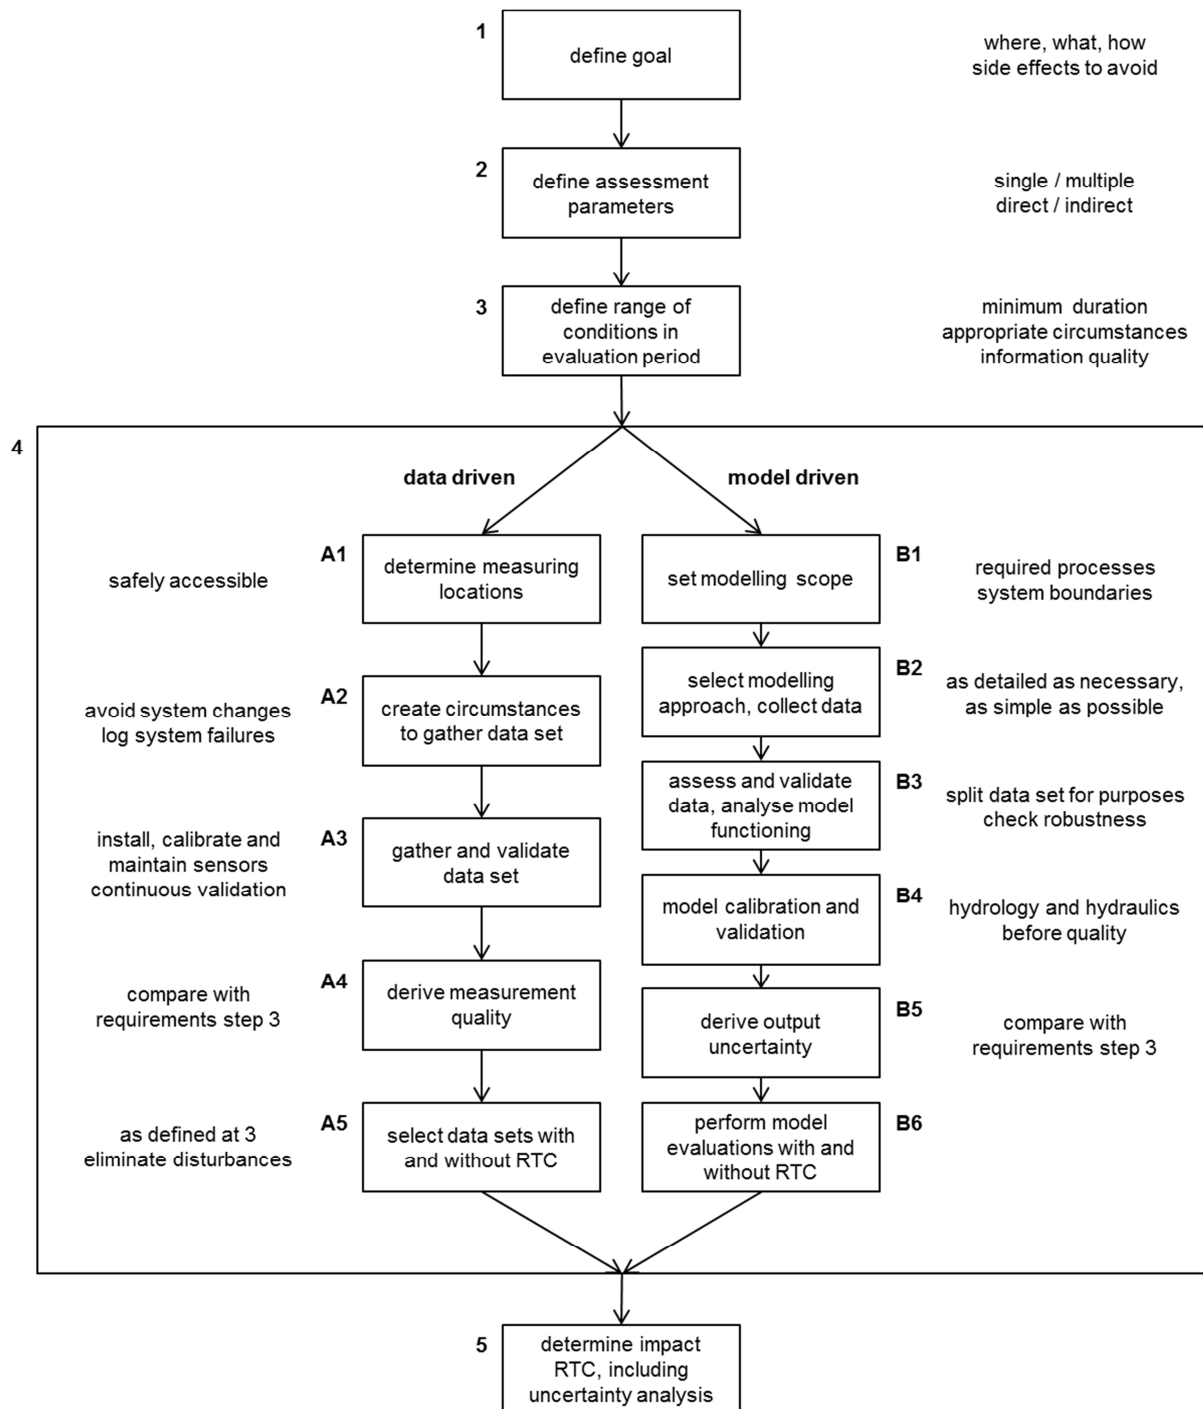 1
define goal
where, what, how
side effects to avoid
2
define assessment
parameters
single / multiple
direct / indirect
3
define range of
conditions in
evaluation period
minimum duration
appropriate circumstances
information quality
4
data driven
model driven
safely accessible
A1
determine measuring
locations
set modelling scope
B1
required processes
system boundaries
avoid system changes
log system failures
A2
create circumstances
to gather data set
select modelling
approach, collect data
B2
as detailed as necessary,
as simple as possible
assess and validate
data, analyse model
functioning
B3
split data set for purposes
check robustness
install, calibrate and
maintain sensors
continuous validation
A3
gather and validate
data set
model calibration and
validation
B4
hydrology and hydraulics
before quality
compare with
requirements step 3
A4
derive measurement
quality
derive output
uncertainty
B5
compare with
requirements step 3
as defined at 3
eliminate disturbances
A5
select data sets with
and without RTC
perform model
evaluations with and
without RTC
B6
5
determine impact
RTC, including
uncertainty analysis